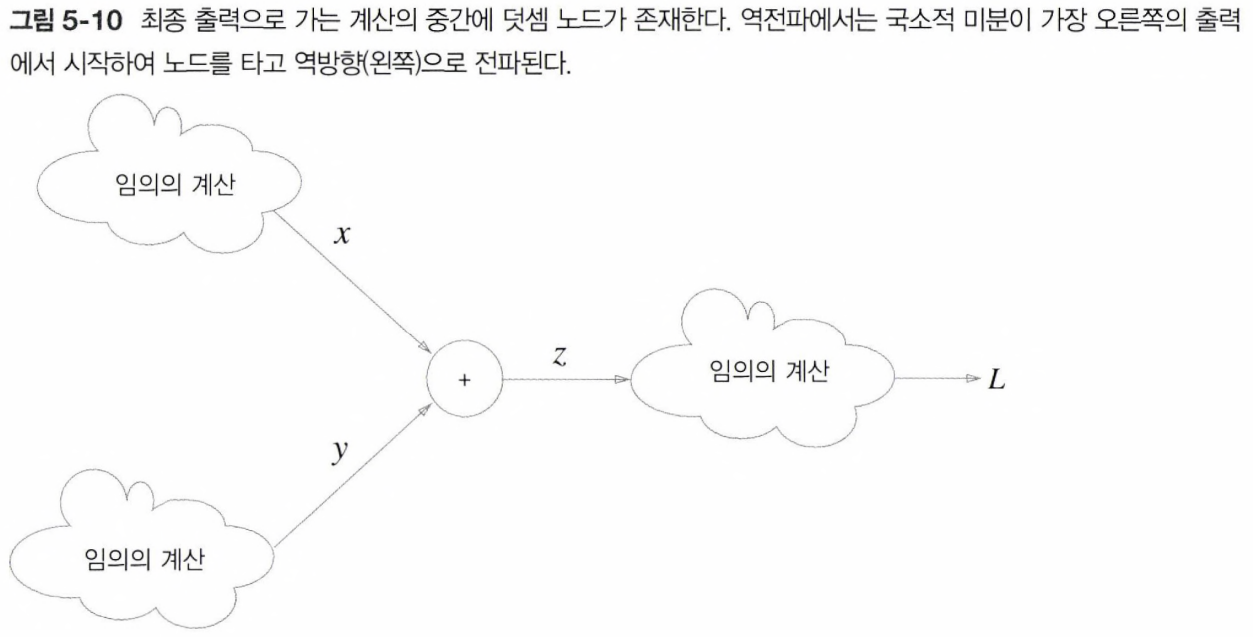 그림 5-10 최종 출력으로 가는 계산의 중간에 덧셈 노드가 존재한다. 역전파에서는 국소적 미분이 가장 오른쪽의 출력
에서 시작하여 노드를 타고 역방향(왼쪽)으로 전파된다.
임의의 계산
x
z
+
임의의 계산
L
y
임의의 계산